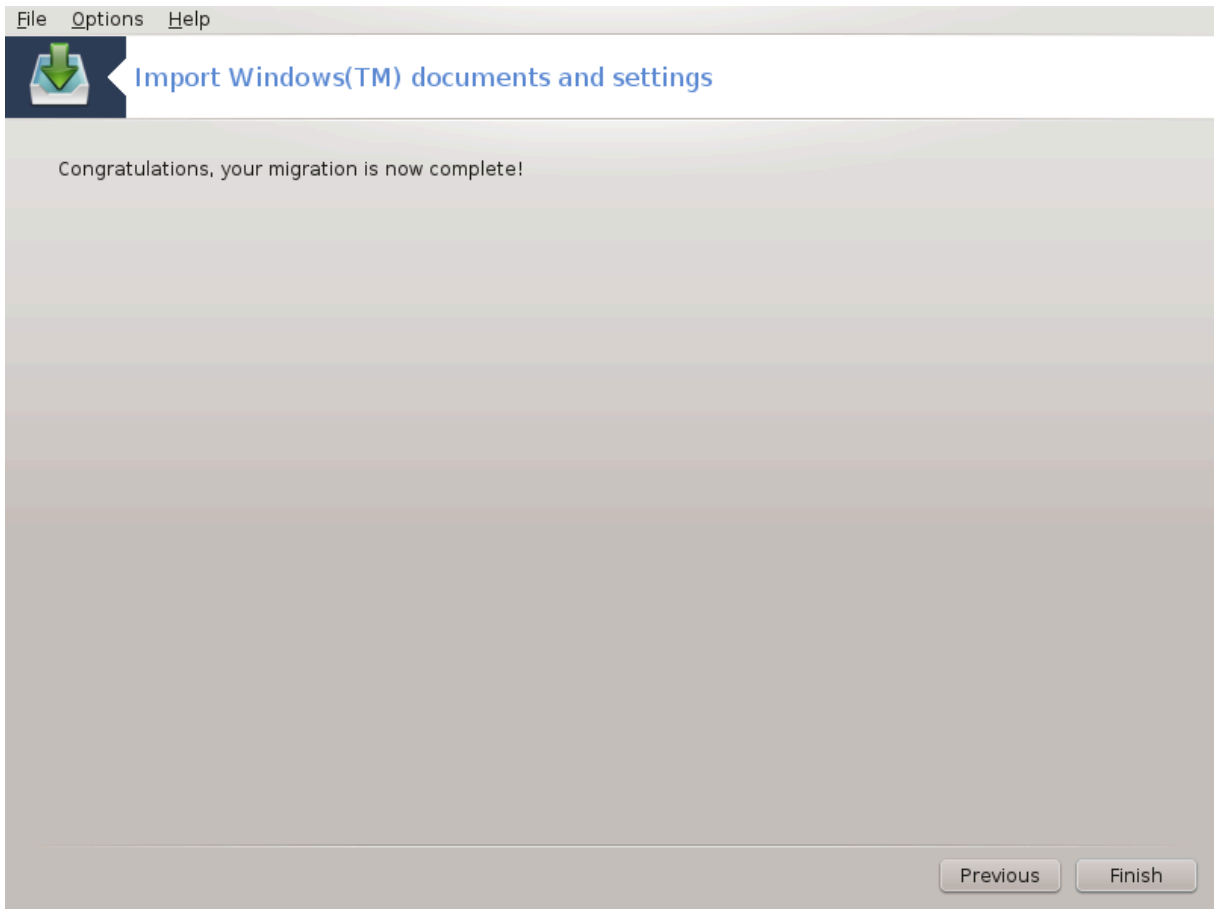 File Options Help
Import Windows(TM) documents and settings
Congratulations, your migration is now complete!
Previous Finish